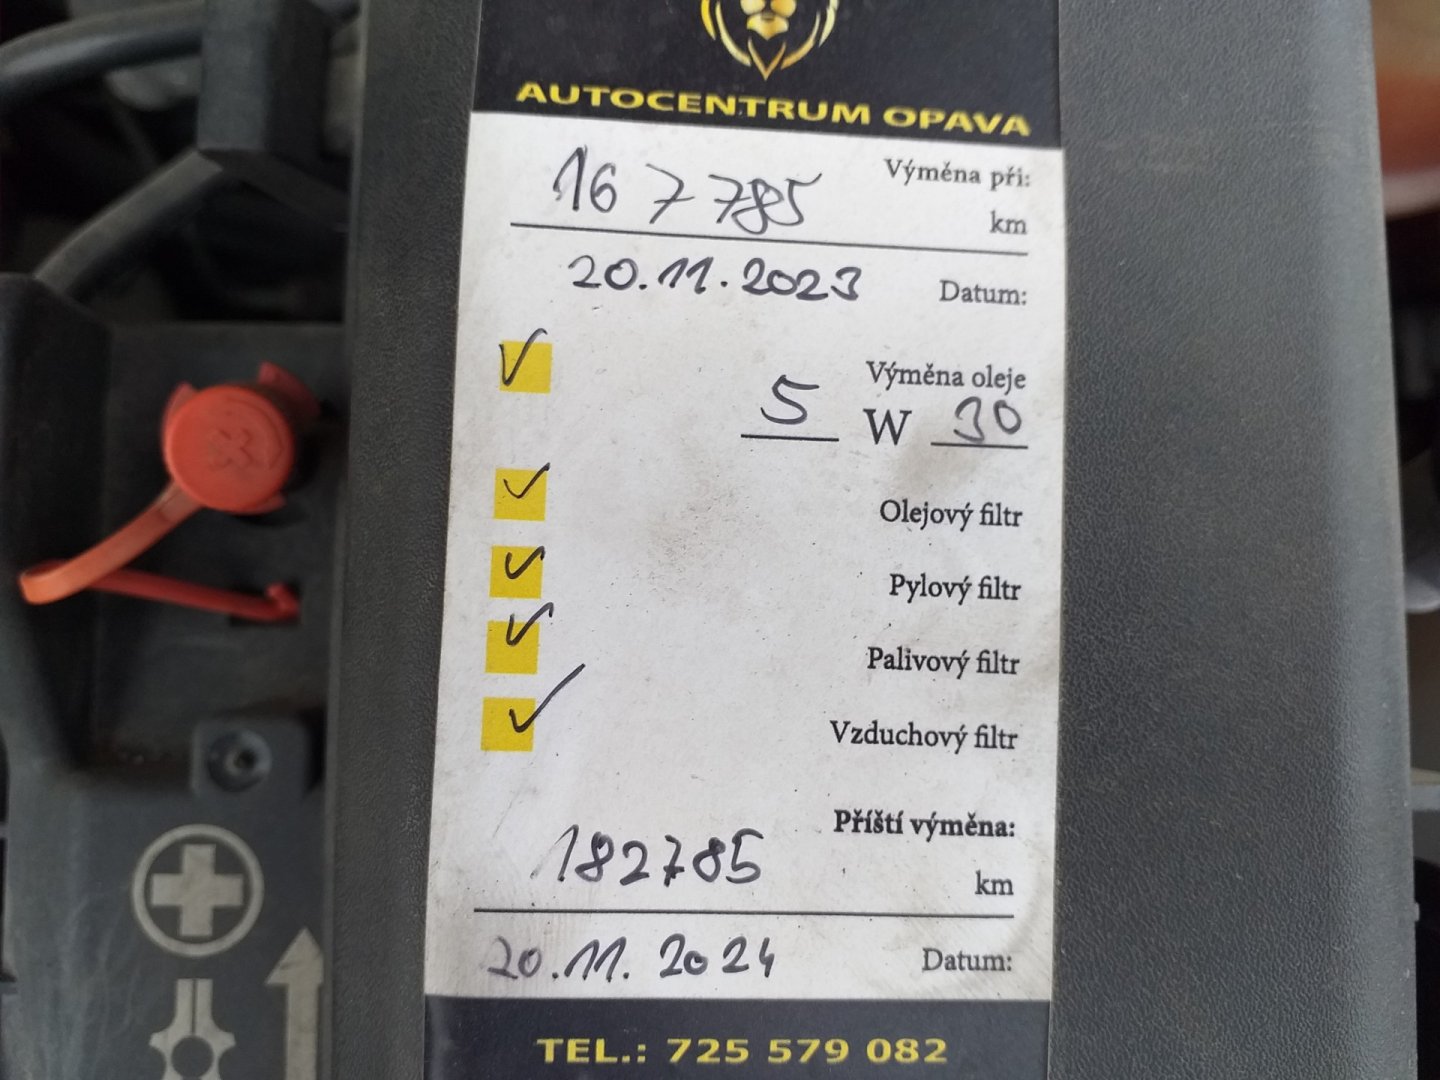 AUTOCENTRUM OPAVA
167785 Výměna při:
km
20.11.2023 Datum:
Výměna oleje
5 W 30
Olejový filtr
Pylový filtr
Palivový filtr
Vzduchový filtr
Příští výměna:
182785 km
20.11.2024 Datum:
TEL.: 725 579 082